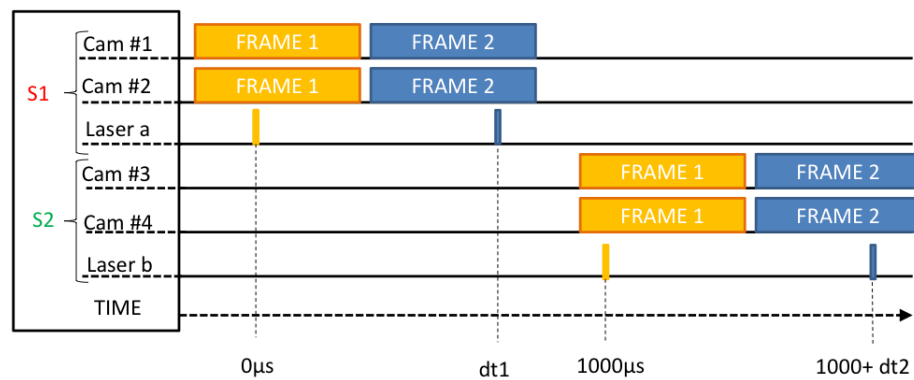 Cam #1 FRAME 1 FRAME 2
Cam #2 FRAME 1 FRAME 2
S1
Laser a
Cam #3 FRAME 1 FRAME 2
Cam #4 FRAME 1 FRAME 2
S2
Laser b
TIME
0µs dt1 1000µs 1000+ dt2